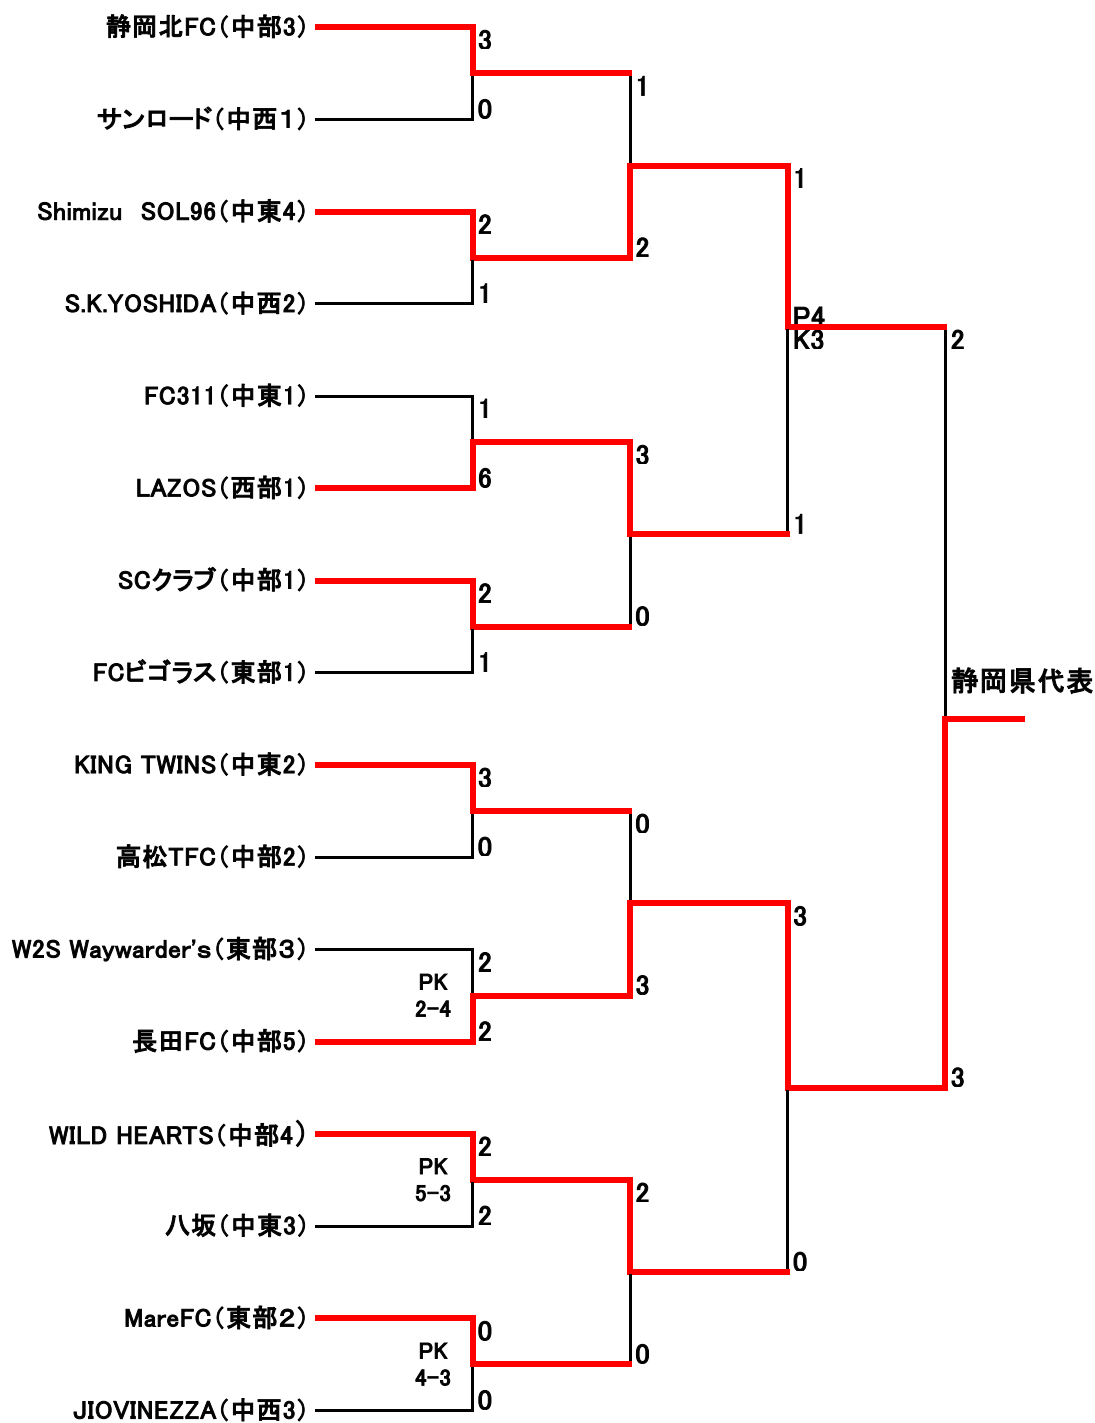 静岡北FC（中部3）
3
1
サンロード（中西１）
0
1
Shimizu　SOL96（中東4）
2
2
S.K.YOSHIDA（中西2）
1
P4
K3
2
FC311（中東1）
1
3
LAZOS（西部1）
6
1
SCクラブ（中部1）
2
0
FCビゴラス（東部1）
1
静岡県代表
KING TWINS（中東2）
3
0
高松TFC（中部2）
0
3
W2S Waywarder's（東部３）
2
PK
2-4
3
長田FC（中部5）
2
3
WILD HEARTS（中部4）
2
PK
5-3
2
八坂（中東3）
2
0
MareFC（東部２）
0
PK
4-3
0
JIOVINEZZA（中西3）
0